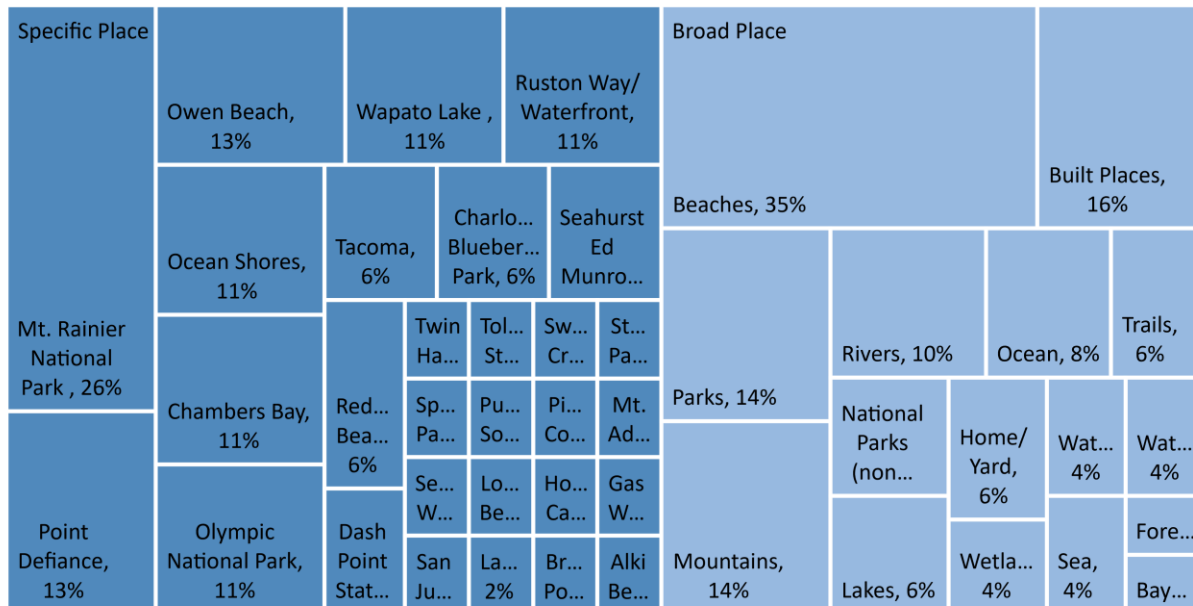 Specific Place
Mt. Rainier
National
Park , 26%
Point
Defiance,
13%
Owen Beach,
13%
Wapato Lake ,
11%
Ruston Way/
Waterfront,
11%
Ocean Shores,
11%
Chambers Bay,
11%
Olympic
National Park,
11%
Tacoma,
6%
Charlo...
Blueber...
Park, 6%
Seahurst
Ed
Munro...
Red...
Bea...
6%
Dash
Point
Stat...
Twin
Ha...
Tol...
St...
Sw...
Cr...
St...
Pa...
Sp...
Pa...
Pu...
So...
Pi...
Co...
Mt.
Ad...
Se...
W...
Lo...
Be...
Ho...
Ca...
Gas
W...
San
Ju...
La...
2%
Br...
Po...
Alki
Be...
Broad Place
Beaches, 35%
Built Places,
16%
Parks, 14%
Mountains,
14%
Rivers, 10%
Ocean, 8%
Trails,
6%
National
Parks
(non...
Lakes, 6%
Home/
Yard,
6%
Wetla...
4%
Wat...
4%
Wat...
4%
Sea,
4%
Fore...
Bay...